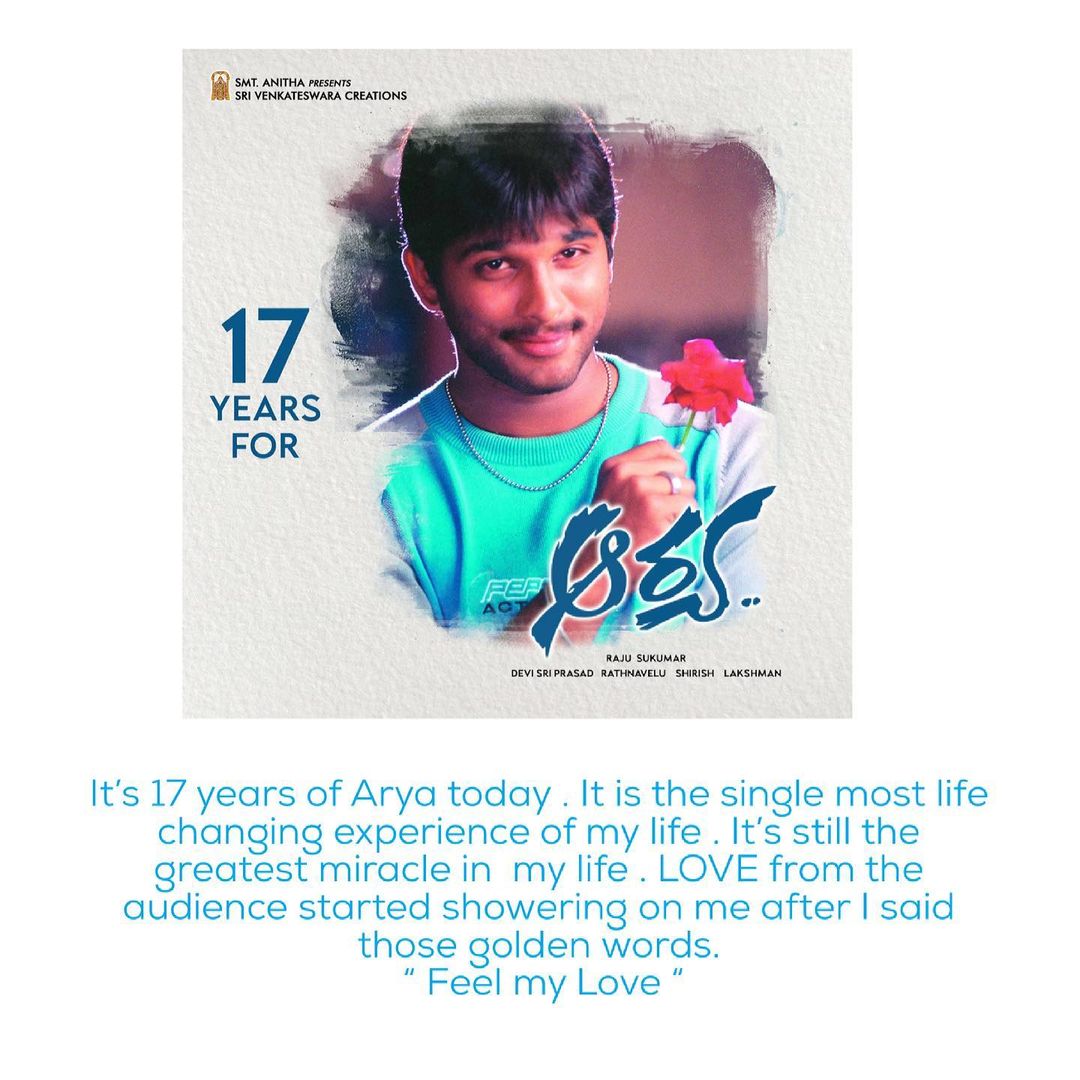 SMT. ANITHA PRESENTS
SRI VENKATESWARA CREATIONS
17
YEARS
FOR
ఆర్య..
RAJU SUKUMAR
DEVI SRI PRASAD RATHNAVELU SHIRISH LAKSHMAN
It’s 17 years of Arya today . It is the single most life
changing experience of my life . It’s still the
greatest miracle in my life . LOVE from the
audience started showering on me after I said
those golden words.
“ Feel my Love “